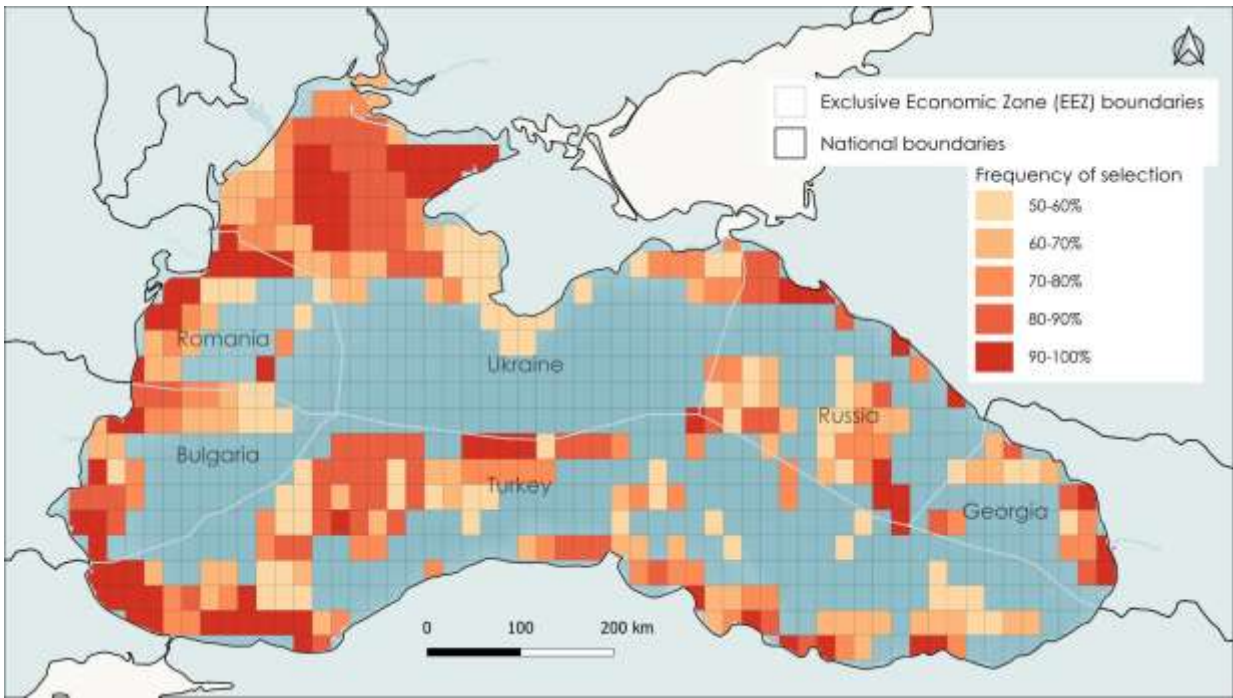 Exclusive Economic Zone (EEZ) boundaries
National boundaries
Frequency of selection
50-60%
60-70%
70-80%
80-90%
90-100%
Romania
Ukraine
Russia
Bulgaria
Turkey
Georgia
0 100 200 km